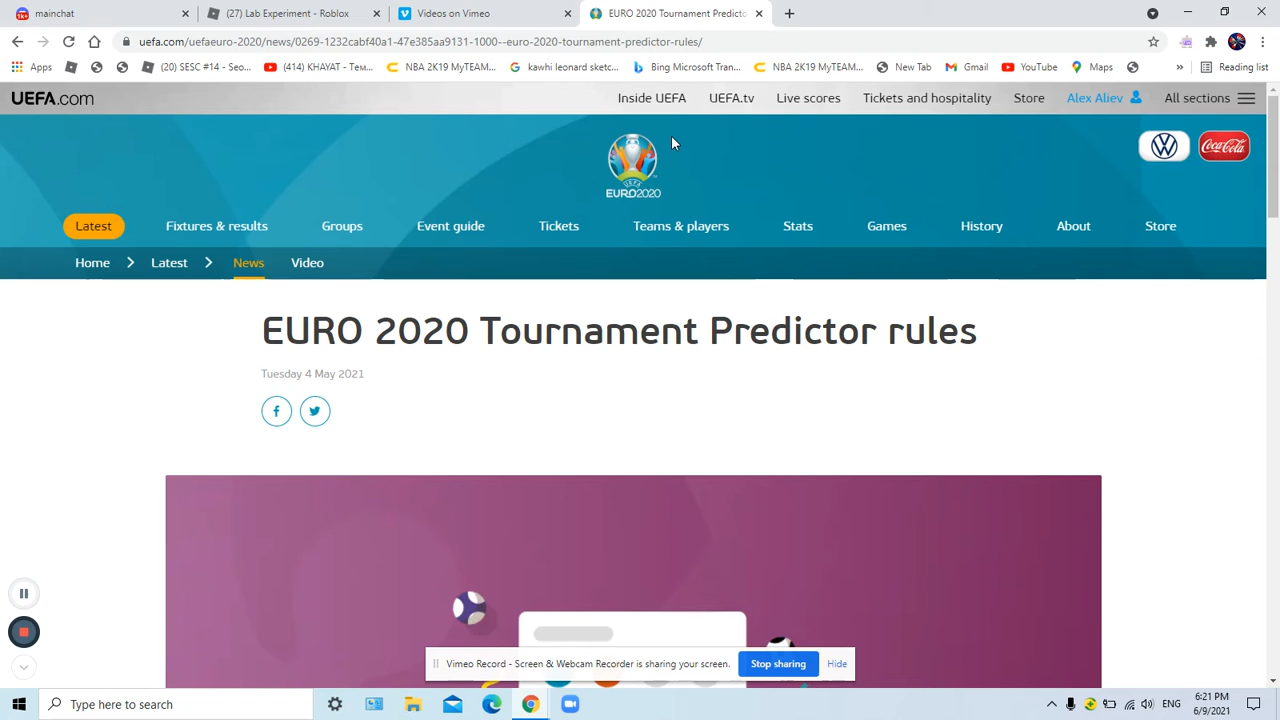 mainchat
(27) Lab Experiment - Roblox
Videos on Vimeo
EURO 2020 Tournament Predicto
uefa.com/uefaeuro-2020/news/0269-1232cabf40a1-47e385aa9131-1000--euro-2020-tournament-predictor-rules/
Apps
(20) SESC #14 - Seo...
(414) KHAYAT - Тем...
NBA 2K19 MyTEAM...
kawhi leonard sketc...
Bing Microsoft Tran...
NBA 2K19 MyTEAM...
New Tab
Gmail
YouTube
Maps
»
Reading list
UEFA.com
Inside UEFA
UEFA.tv
Live scores
Tickets and hospitality
Store
Alex Aliev
All sections
UEFA
EURO2020
Coca-Cola
Latest
Fixtures & results
Groups
Event guide
Tickets
Teams & players
Stats
Games
History
About
Store
Home
Latest
News
Video
EURO 2020 Tournament Predictor rules
Tuesday 4 May 2021
Vimeo Record - Screen & Webcam Recorder is sharing your screen.
Stop sharing
Hide
Type here to search
ENG
6:21 PM
6/9/2021